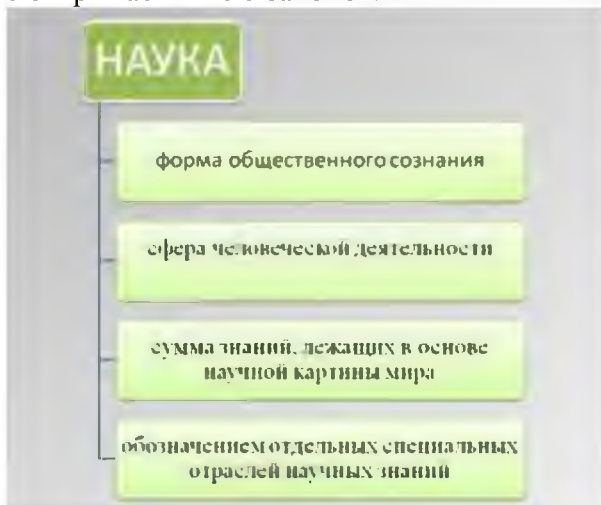 НАУКА
форма общественного сознания
сфера человеческой деятельности
сумма знаний, лежащих в основе
научной картины мира
обозначением отдельных специальных
отраслей научных знаний